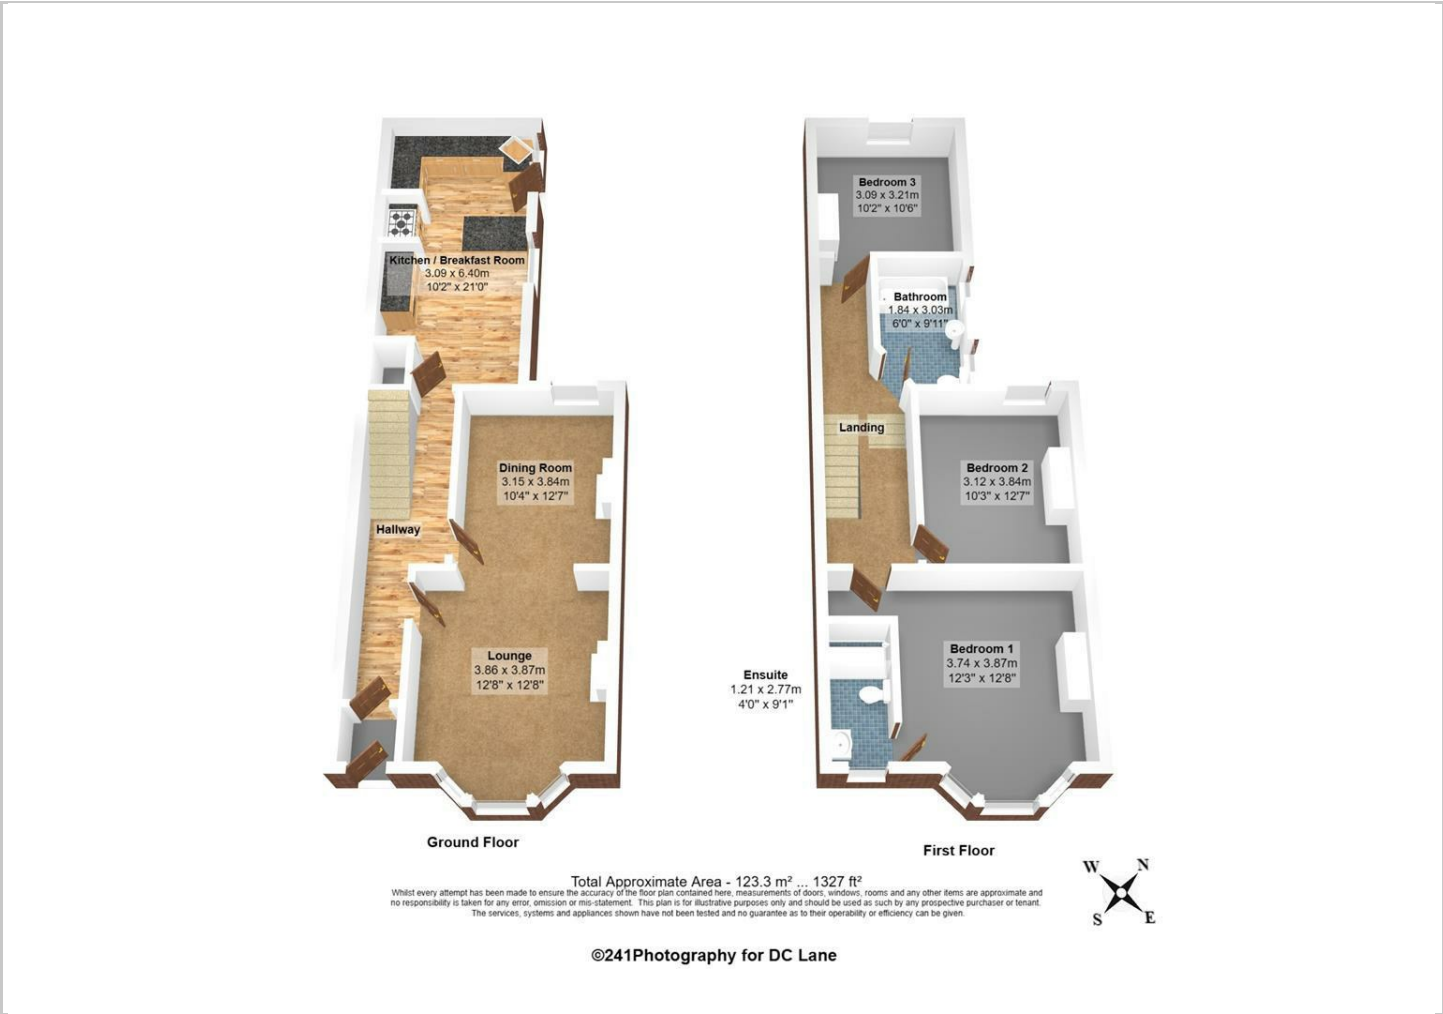 Kitchen / Breakfast Room
3.09 x 6.40m
10'2" x 21'0"
Dining Room
3.15 x 3.84m
10'4" x 12'7"
Hallway
Lounge
3.86 x 3.87m
12'8" x 12'8"
Ground Floor
Bedroom 3
3.09 x 3.21m
10'2" x 10'6"
Bathroom
1.84 x 3.03m
6'0" x 9'11"
Landing
Bedroom 2
3.12 x 3.84m
10'3" x 12'7"
Bedroom 1
3.74 x 3.87m
12'3" x 12'8"
Ensuite
1.21 x 2.77m
4'0" x 9'1"
First Floor
W N
S E
Total Approximate Area - 123.3 m² ... 1327 ft²
Whilst every attempt has been made to ensure the accuracy of the floor plan contained here, measurements of doors, windows, rooms and any other items are approximate and
no responsibility is taken for any error, omission or mis-statement. This plan is for illustrative purposes only and should be used as such by any prospective purchaser or tenant.
The services, systems and appliances shown have not been tested and no guarantee as to their operability or efficiency can be given.
©241Photography for DC Lane